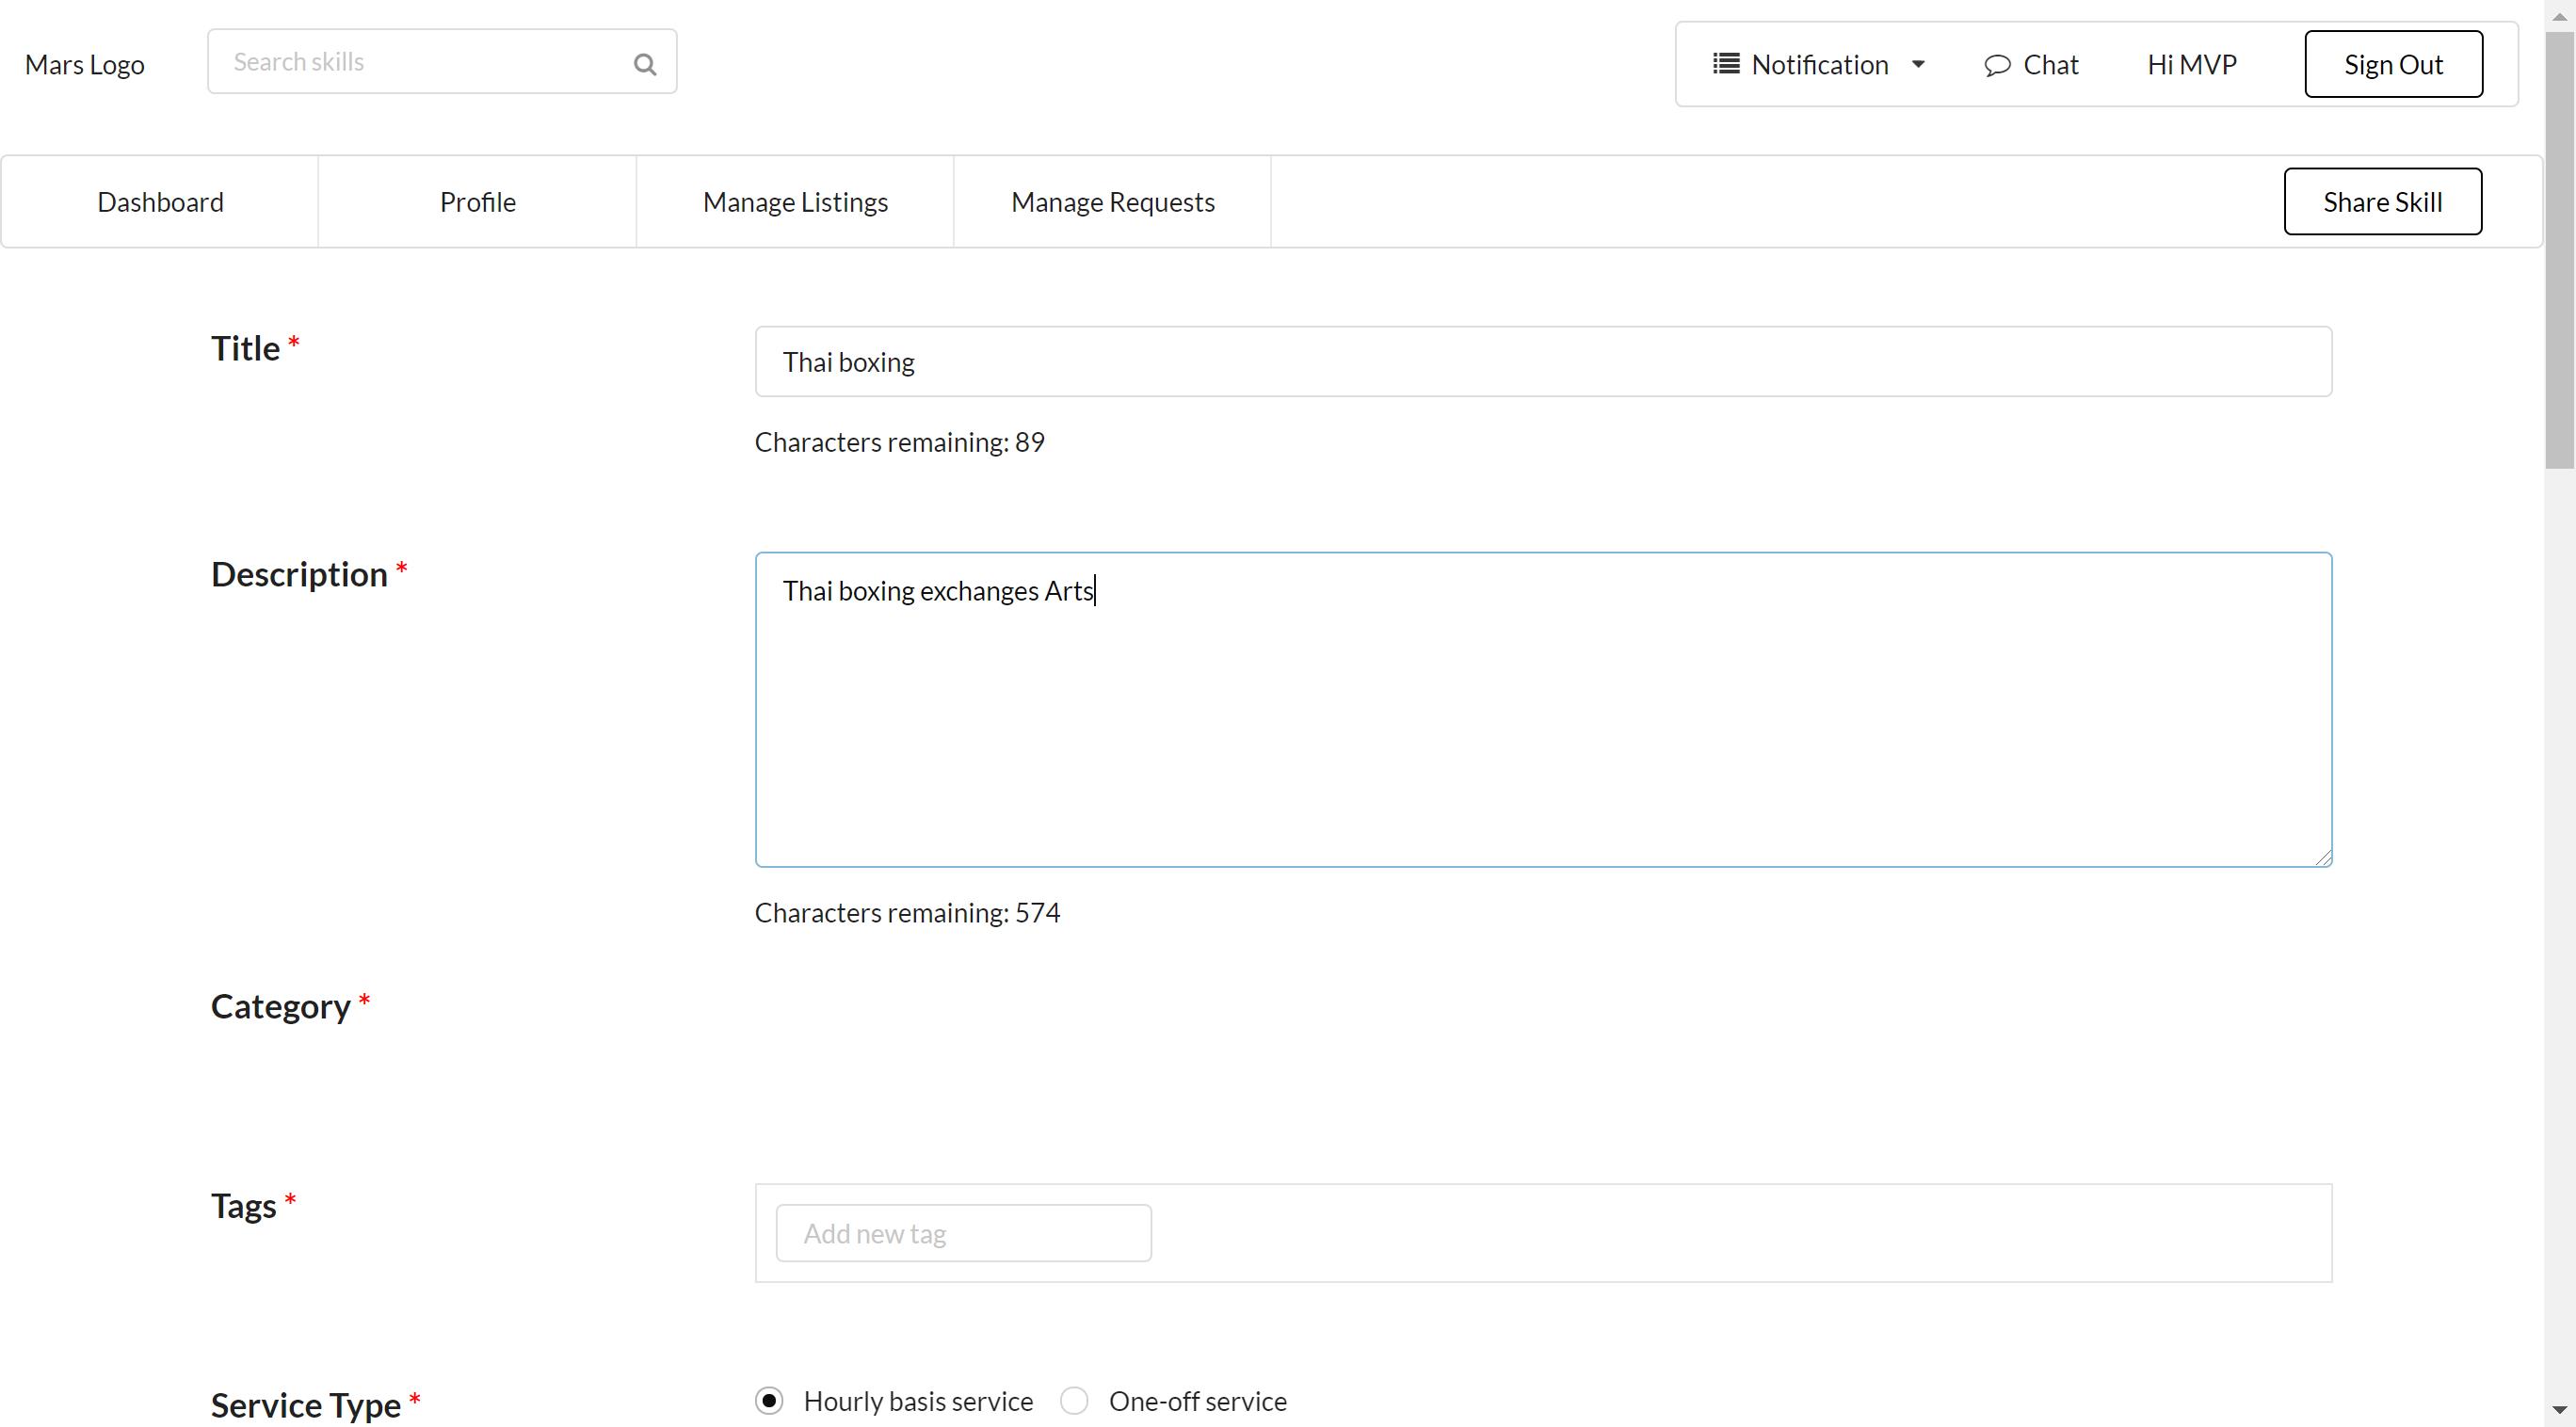 Mars Logo
Search skills
Notification
Chat
Hi MVP
Sign Out
Dashboard
Profile
Manage Listings
Manage Requests
Share Skill
Title *
Thai boxing
Characters remaining: 89
Description *
Thai boxing exchanges Arts
Characters remaining: 574
Category *
Tags *
Add new tag
Service Type *
Hourly basis service
One-off service